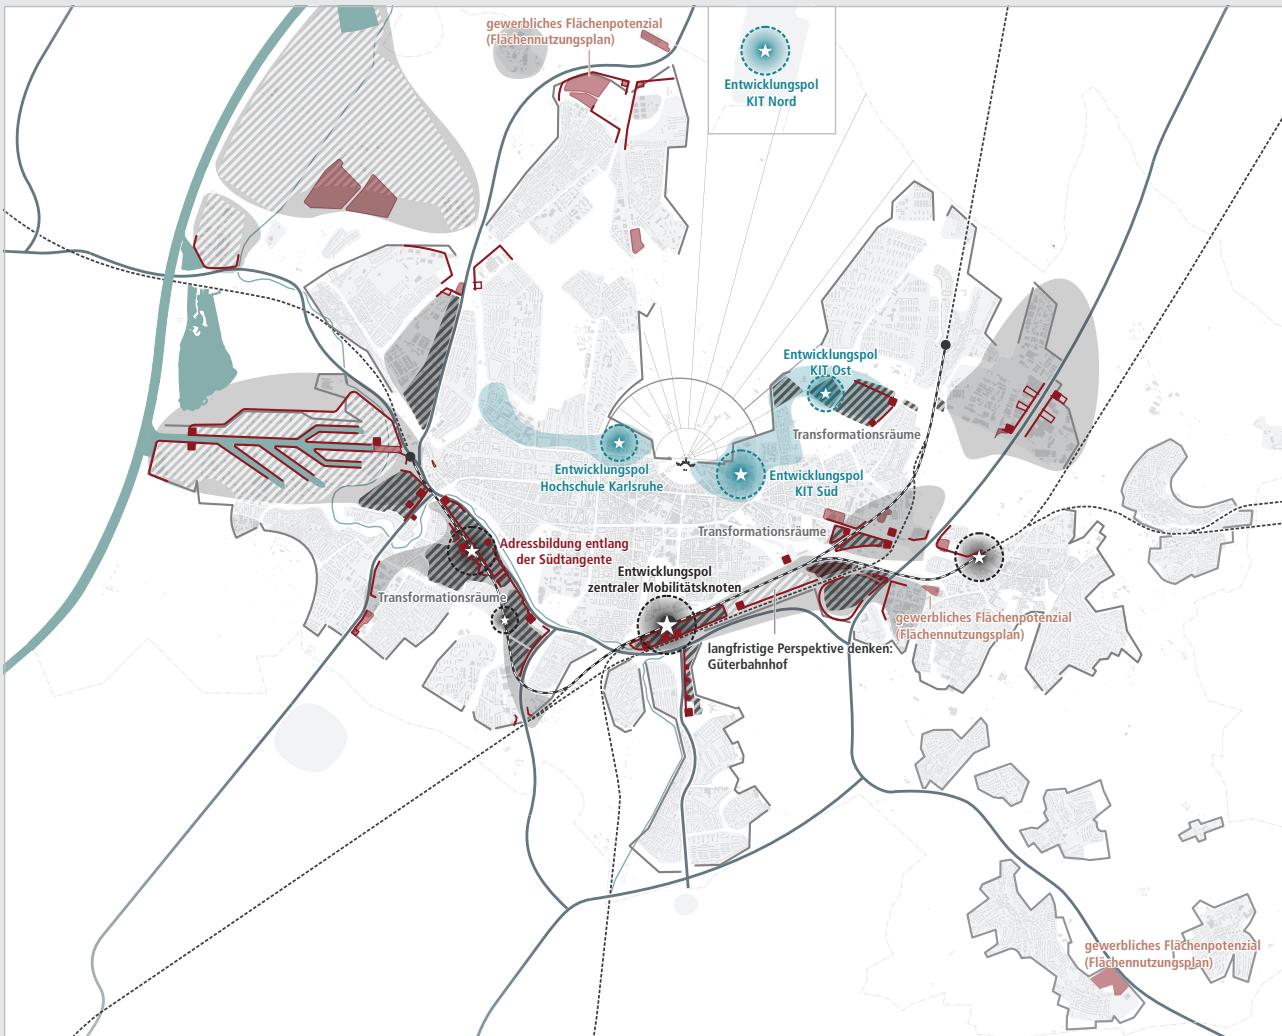 gewerbliches Flächenpotenzial
(Flächennutzungsplan)
Entwicklungspol
KIT Nord
Entwicklungspol
KIT Ost
Transformationsräume
Entwicklungspol
Hochschule Karlsruhe
Entwicklungspol
KIT Süd
Transformationsräume
Adressbildung entlang
der Südtangente
Entwicklungspol
zentraler Mobilitätsknoten
Transformationsräume
gewerbliches Flächenpotenzial
(Flächennutzungsplan)
langfristige Perspektive denken:
Güterbahnhof
gewerbliches Flächenpotenzial
(Flächennutzungsplan)